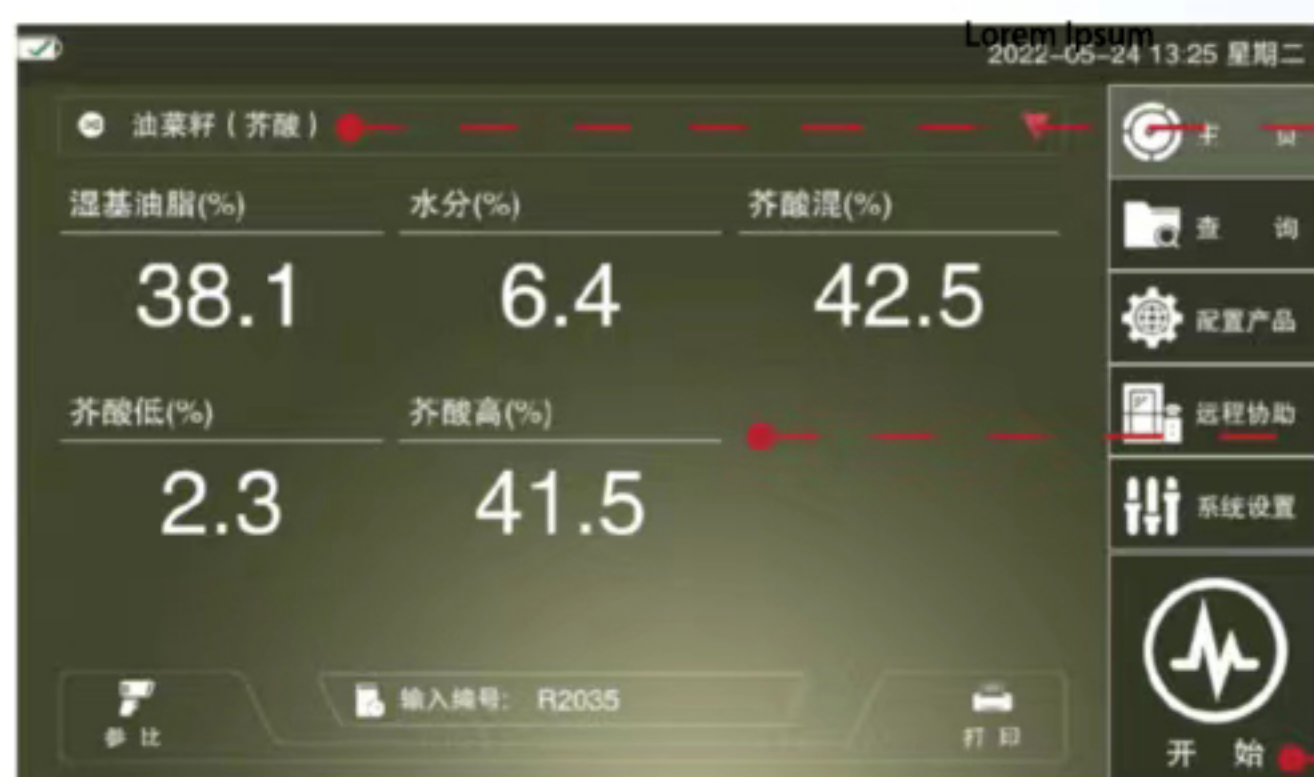 Lorem Ipsum
2022-05-24 13:25 星期二
油菜籽（芥酸）
主 页
湿基油脂(%) 水分(%) 芥酸混(%)
查 询
38.1 6.4 42.5
配置产品
芥酸低(%) 芥酸高(%)
远程协助
2.3 41.5
系统设置
输入编号: R2035
参 比
打 印
开 始